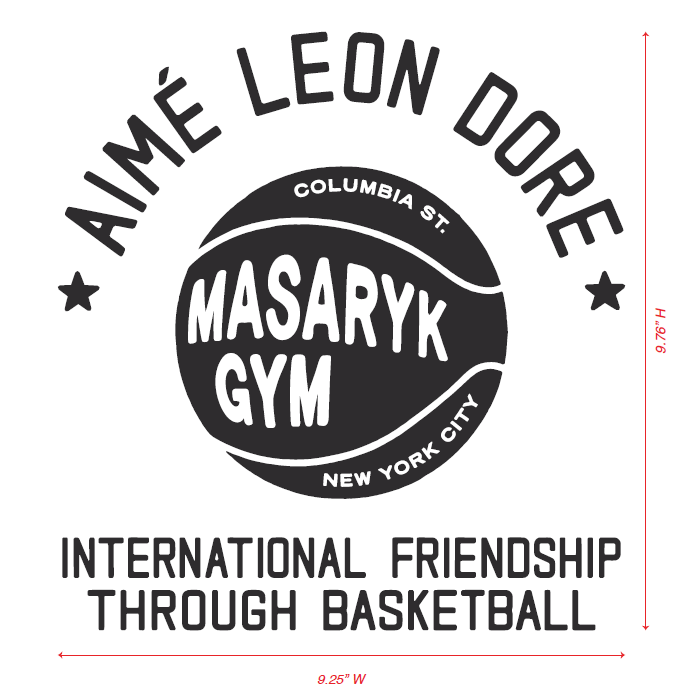 AIMÉ LEON DORE
COLUMBIA ST.
MASARYK
GYM
NEW YORK CITY
INTERNATIONAL FRIENDSHIP
THROUGH BASKETBALL
9.76” H
9.25” W